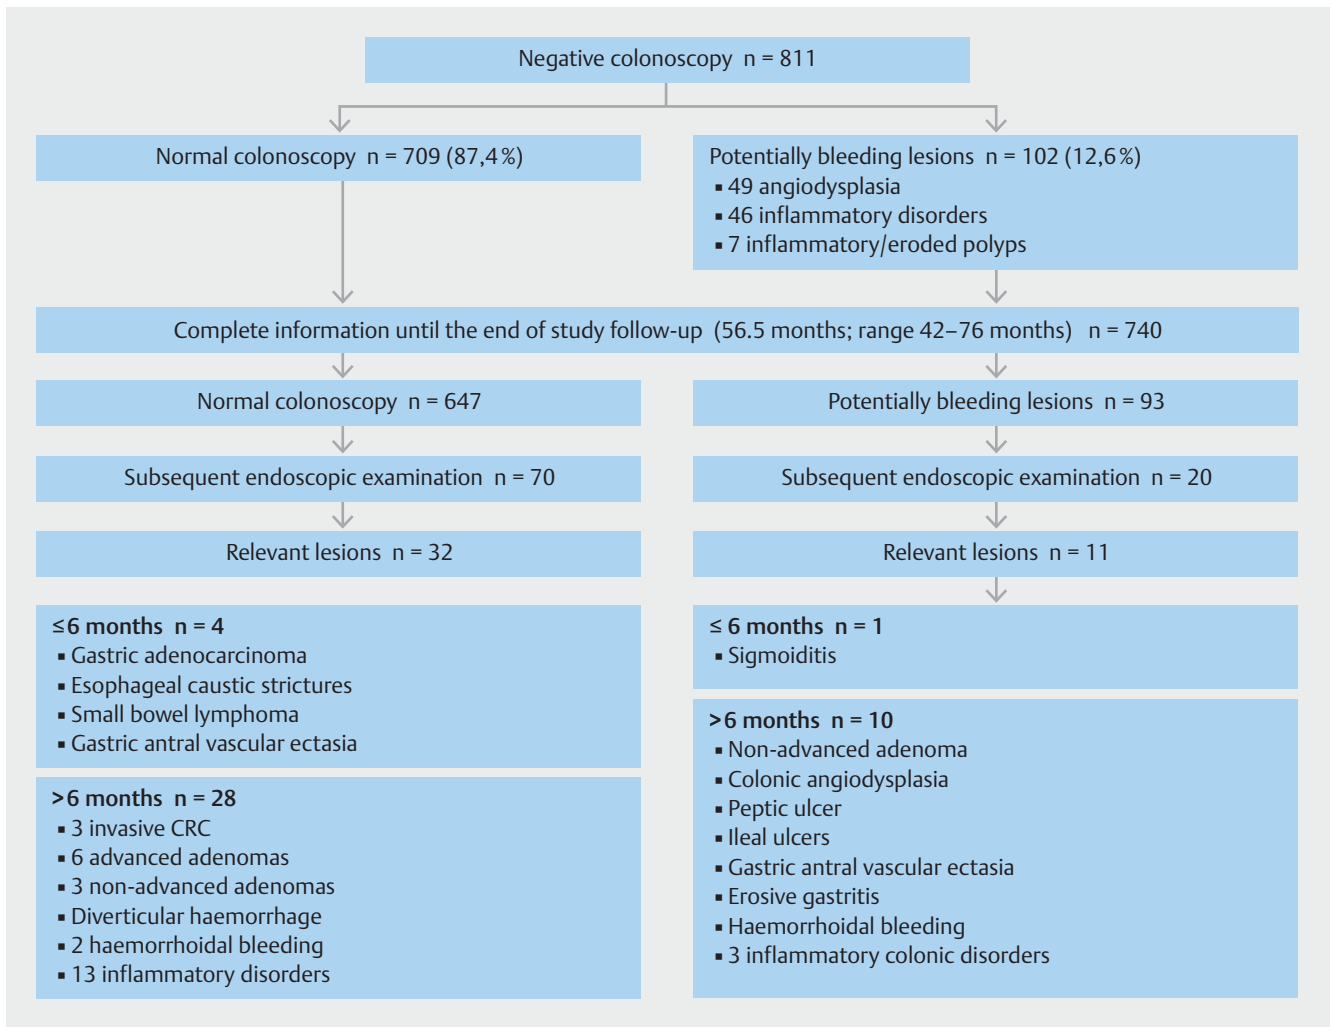 Negative colonoscopy n = 811
Normal colonoscopy n = 709 (87,4 %)
Potentially bleeding lesions n = 102 (12,6 %)
▪ 49 angiodysplasia
▪ 46 inflammatory disorders
▪ 7 inflammatory/eroded polyps
Complete information until the end of study follow-up (56.5 months; range 42–76 months) n = 740
Normal colonoscopy n = 647
Potentially bleeding lesions n = 93
Subsequent endoscopic examination n = 70
Subsequent endoscopic examination n = 20
Relevant lesions n = 32
Relevant lesions n = 11
≤ 6 months n = 4
▪ Gastric adenocarcinoma
▪ Esophageal caustic strictures
▪ Small bowel lymphoma
▪ Gastric antral vascular ectasia
> 6 months n = 28
▪ 3 invasive CRC
▪ 6 advanced adenomas
▪ 3 non-advanced adenomas
▪ Diverticular haemorrhage
▪ 2 haemorrhoidal bleeding
▪ 13 inflammatory disorders
≤ 6 months n = 1
▪ Sigmoiditis
> 6 months n = 10
▪ Non-advanced adenoma
▪ Colonic angiodysplasia
▪ Peptic ulcer
▪ Ileal ulcers
▪ Gastric antral vascular ectasia
▪ Erosive gastritis
▪ Haemorrhoidal bleeding
▪ 3 inflammatory colonic disorders